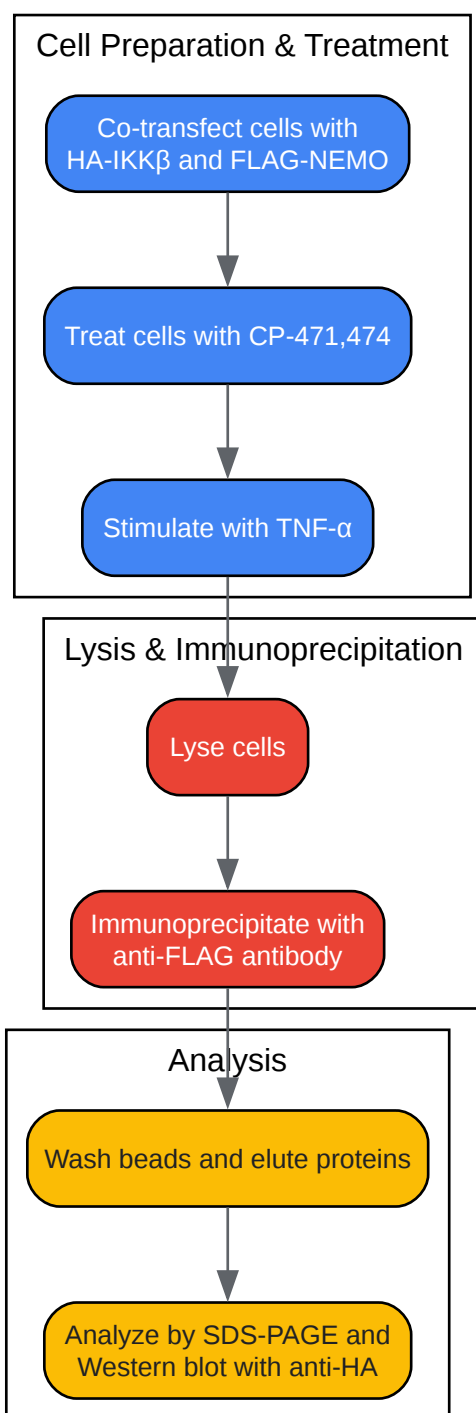 Cell Preparation & Treatment
Co-transfect cells with
HA-IKKβ and FLAG-NEMO
Treat cells with CP-471,474
Stimulate with TNF-α
Lysis & Immunoprecipitation
Lyse cells
Immunoprecipitate with
anti-FLAG antibody
Analysis
Wash beads and elute proteins
Analyze by SDS-PAGE and
Western blot with anti-HA